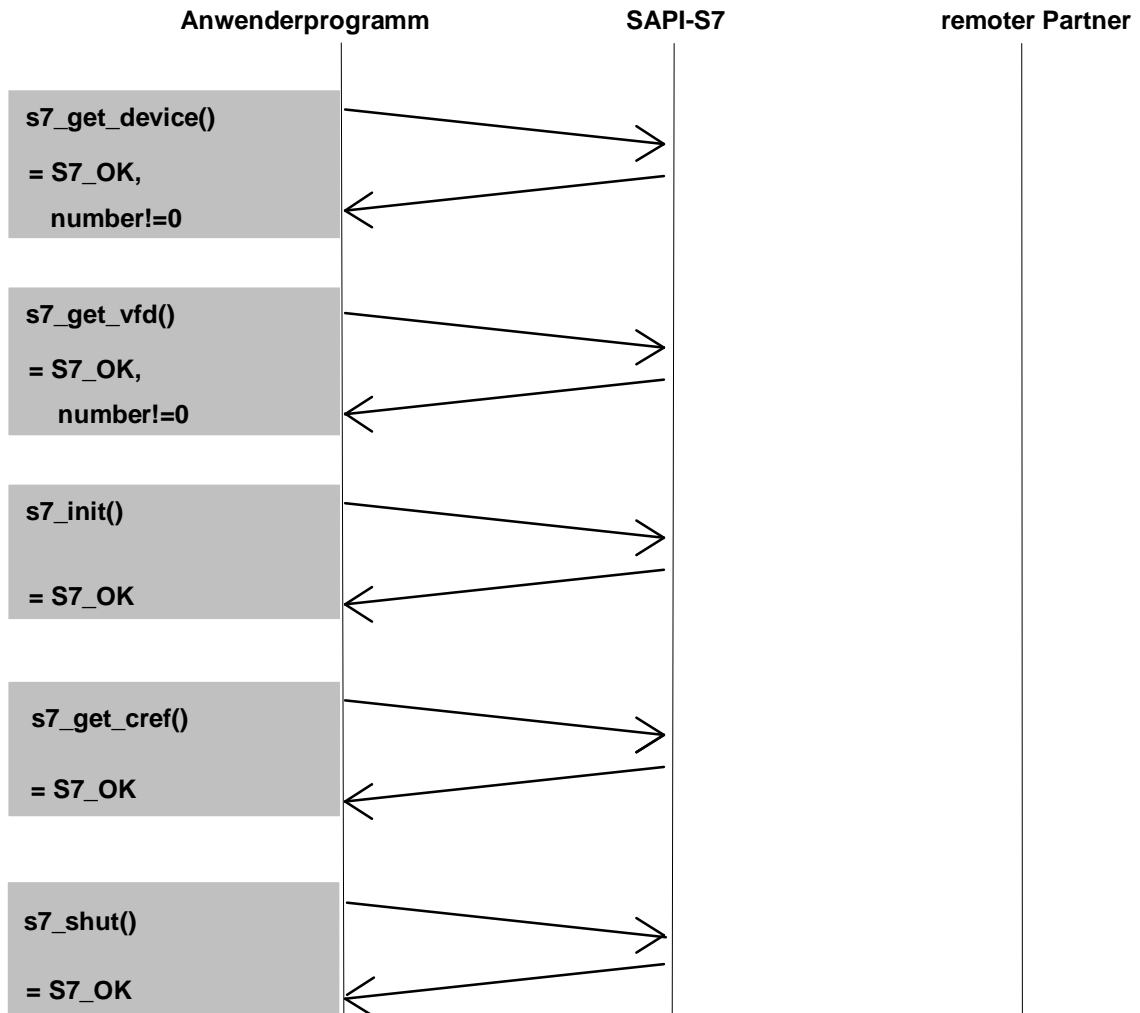 Anwenderprogramm SAPI-S7 remoter Partner
s7_get_device()
= S7_OK,
number!=0
s7_get_vfd()
= S7_OK,
number!=0
s7_init()
= S7_OK
s7_get_cref()
= S7_OK
s7_shut()
= S7_OK